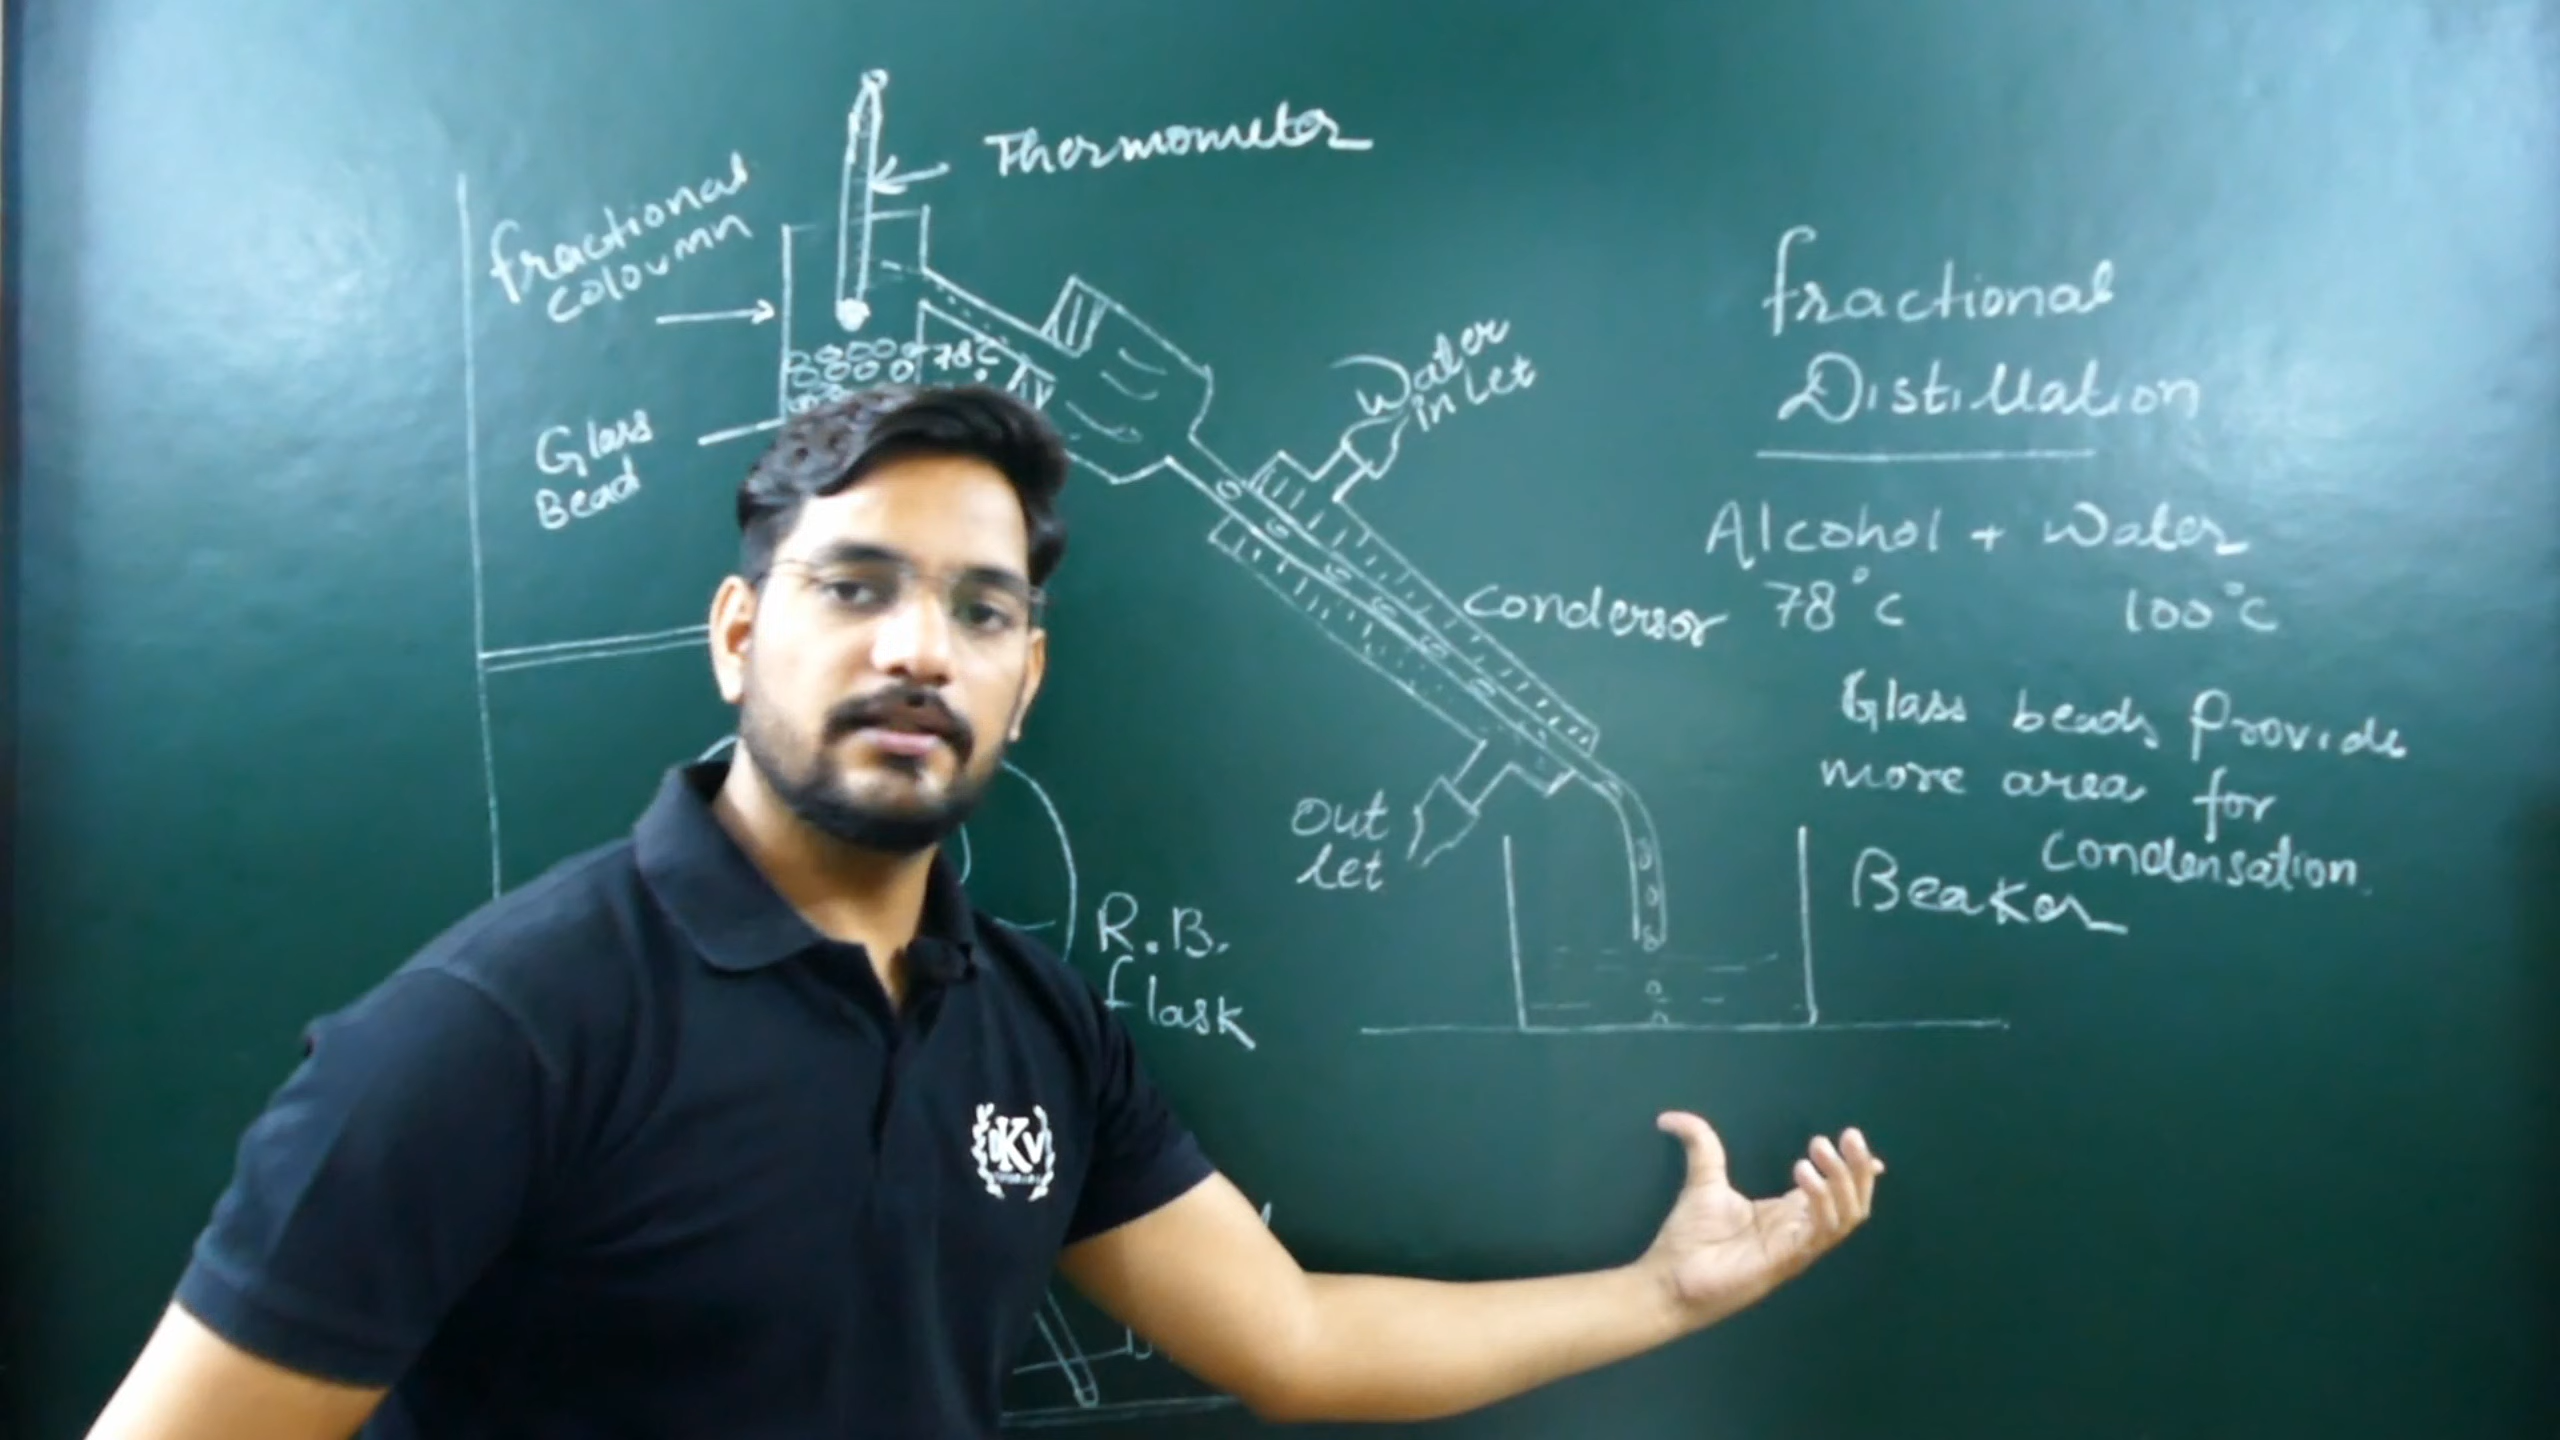 Thermometer
fractional
coloumn
78°C
Glass
Bead
Water
inlet
Condersor
Out
let
R.B.
flask
fractional
Distillation
Alcohol + Water
78°C 100°C
Glass beads Provide
more area for
Condensation.
Beaker